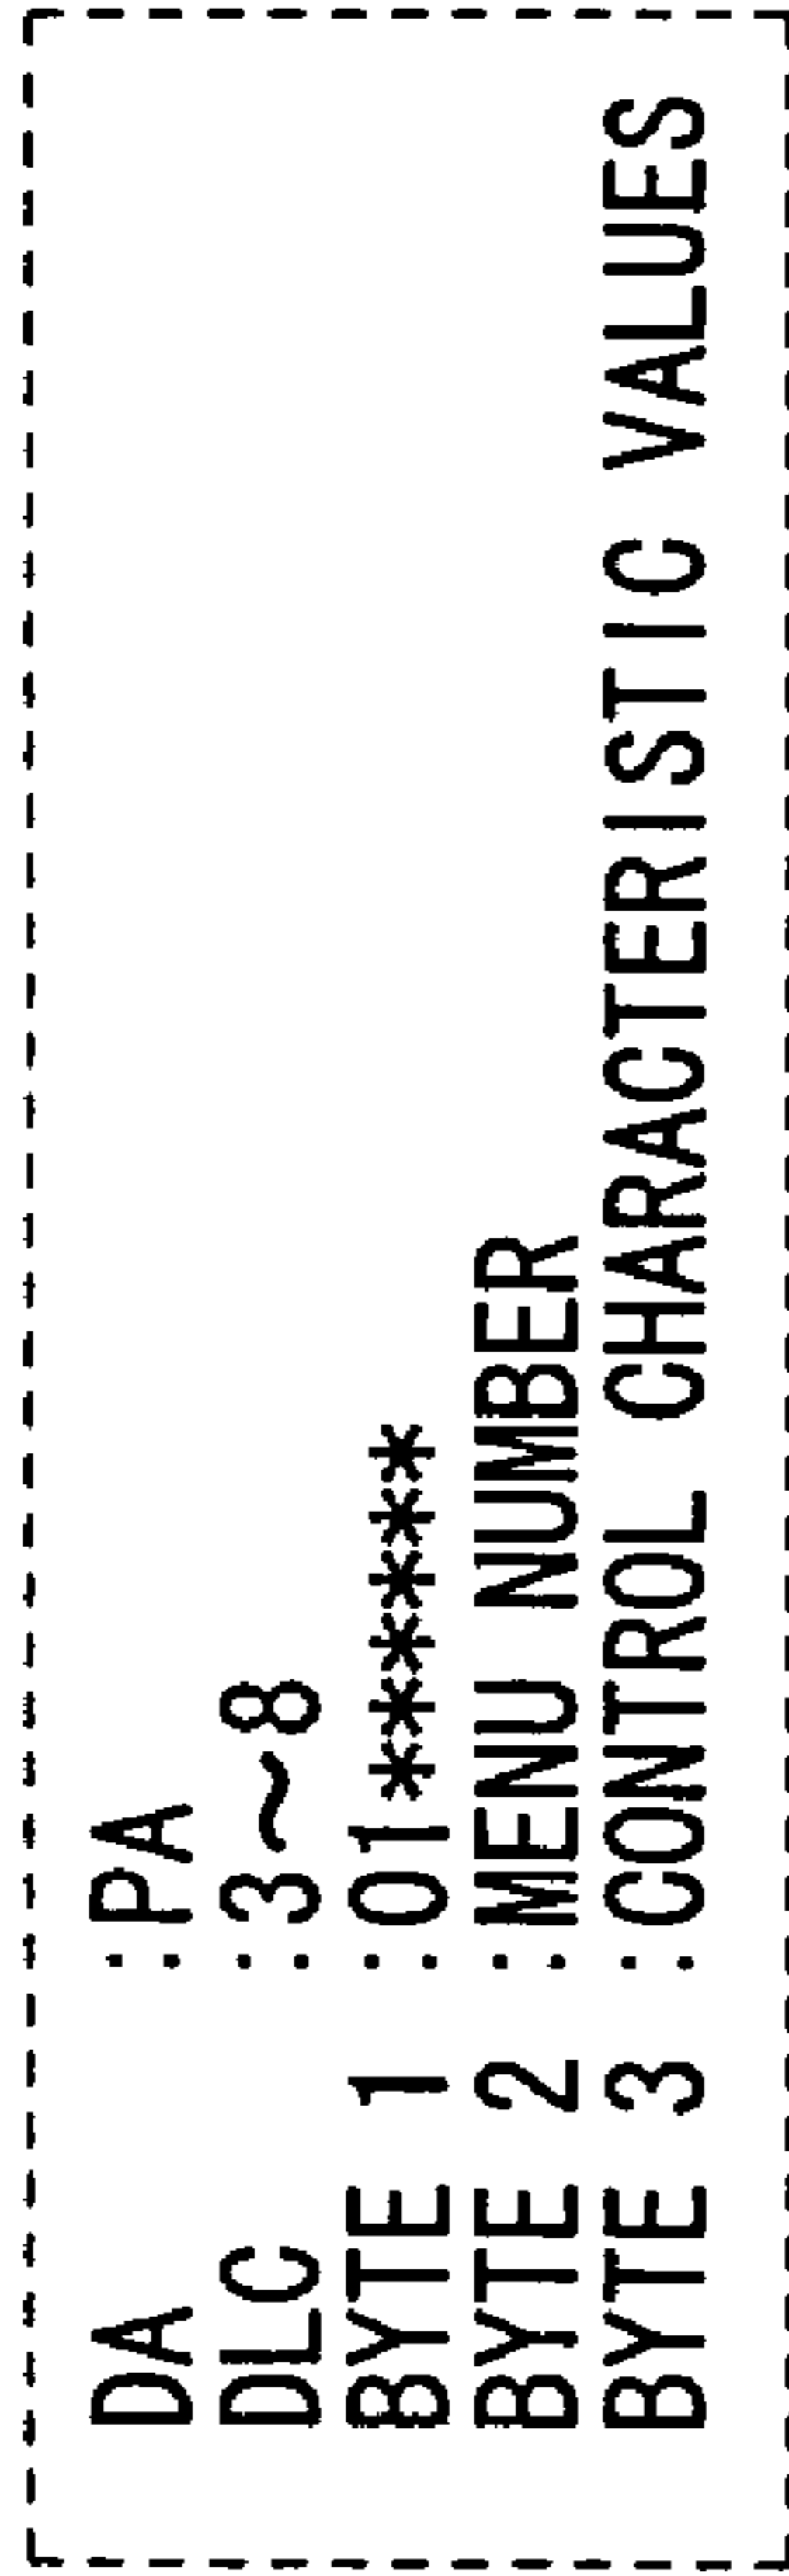 DA :PA
DLC :3~8
BYTE 1 :01******
BYTE 2 :MENU NUMBER
BYTE 3 :CONTROL CHARACTERISTIC VALUES